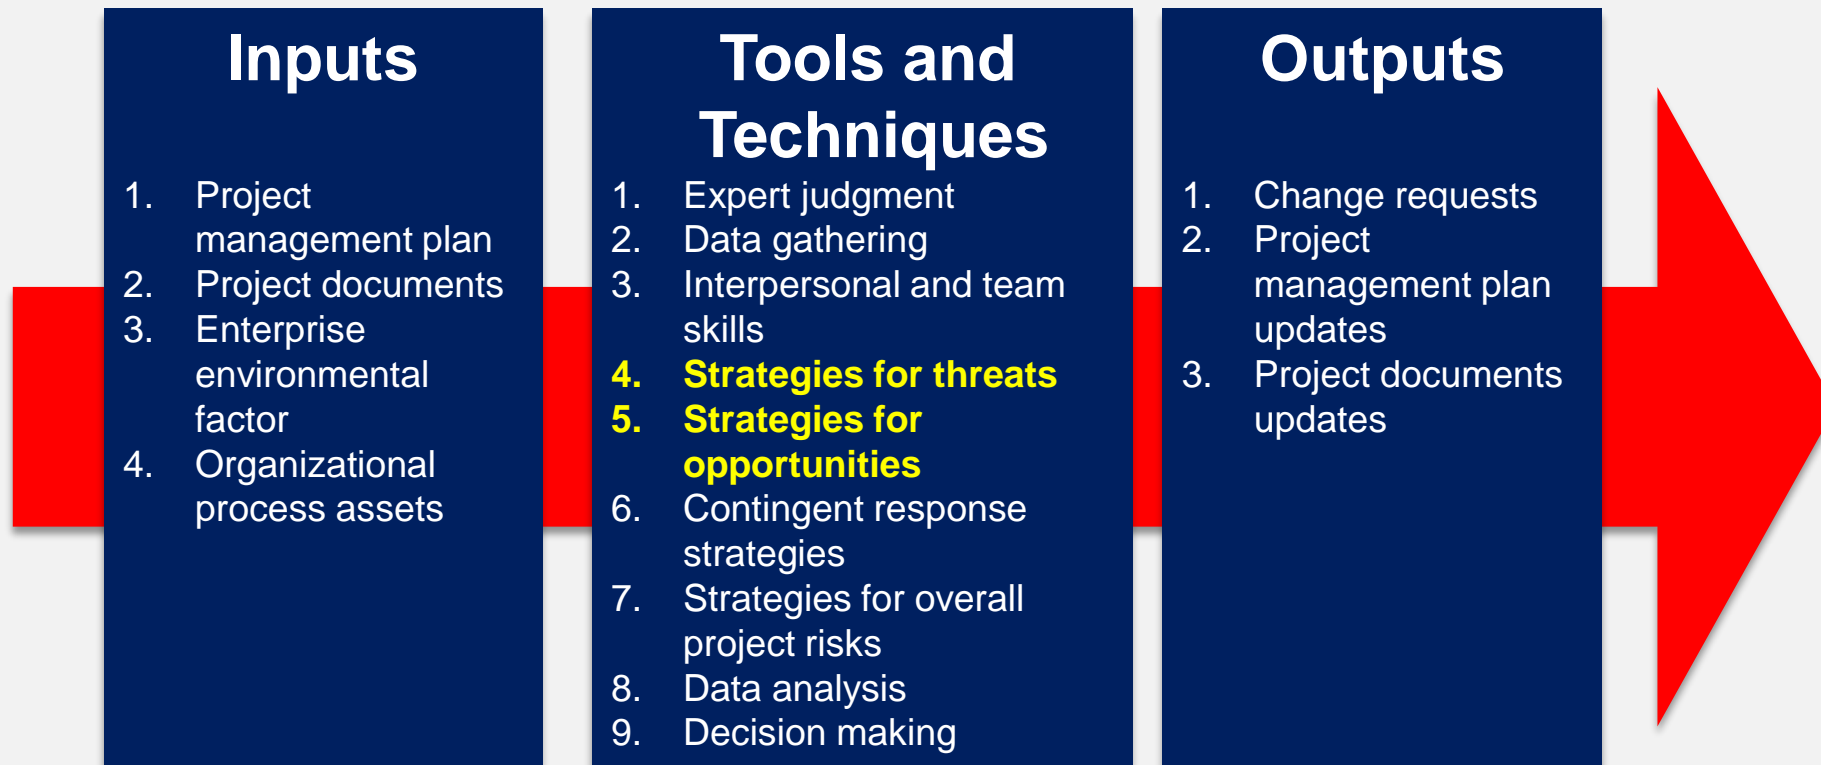 Inputs
1. Project
management plan
2. Project documents
3. Enterprise
environmental
factor
4. Organizational
process assets
Tools and
Techniques
1. Expert judgment
2. Data gathering
3. Interpersonal and team
skills
4. Strategies for threats
5. Strategies for
opportunities
6. Contingent response
strategies
7. Strategies for overall
project risks
8. Data analysis
9. Decision making
Outputs
1. Change requests
2. Project
management plan
updates
3. Project documents
updates